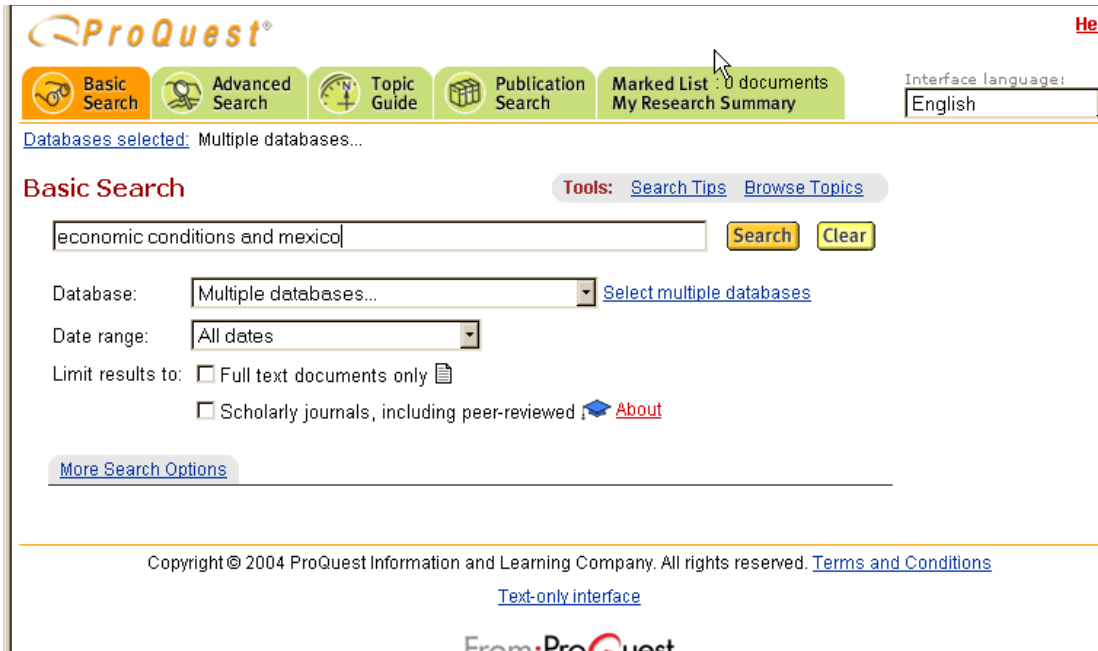 ProQuest®
He
Basic Search
Advanced Search
Topic Guide
Publication Search
Marked List : 0 documents
My Research Summary
Interface language:
English
Databases selected: Multiple databases...
Basic Search
Tools: Search Tips Browse Topics
economic conditions and mexico
Search
Clear
Database: Multiple databases... Select multiple databases
Date range: All dates
Limit results to: Full text documents only
Scholarly journals, including peer-reviewed About
More Search Options
Copyright © 2004 ProQuest Information and Learning Company. All rights reserved. Terms and Conditions
Text-only interface
From:ProQuest